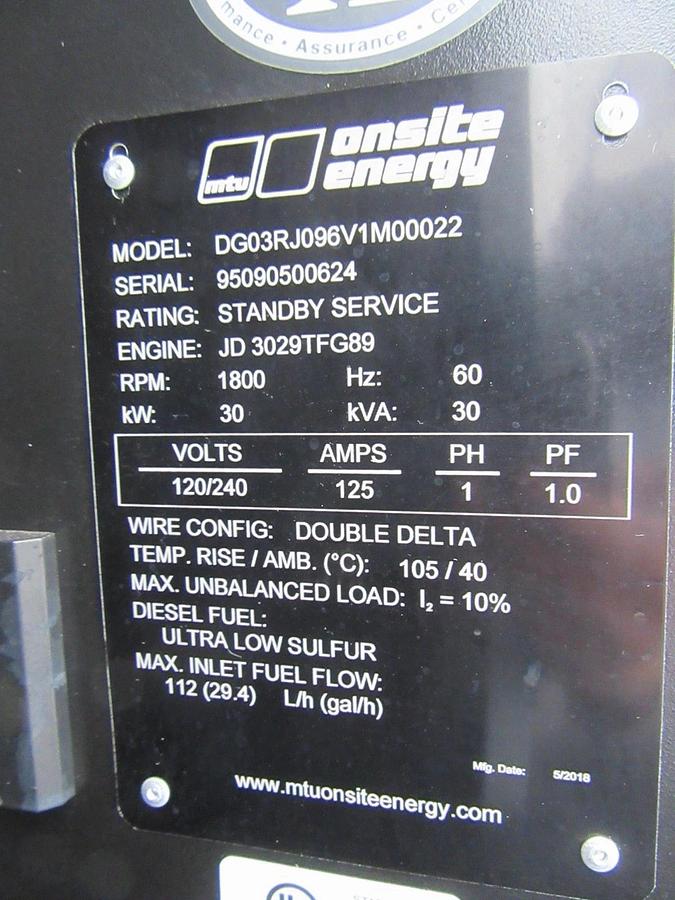 mance • Assurance • Cer
mtu onsite energy
MODEL: DG03RJ096V1M00022
SERIAL: 95090500624
RATING: STANDBY SERVICE
ENGINE: JD 3029TFG89
RPM: 1800 Hz: 60
kW: 30 kVA: 30
VOLTS AMPS PH PF
120/240 125 1 1.0
WIRE CONFIG: DOUBLE DELTA
TEMP. RISE / AMB. (°C): 105 / 40
MAX. UNBALANCED LOAD: I₂ = 10%
DIESEL FUEL:
ULTRA LOW SULFUR
MAX. INLET FUEL FLOW:
112 (29.4) L/h (gal/h)
Mfg. Date: 5/2018
www.mtuonsiteenergy.com